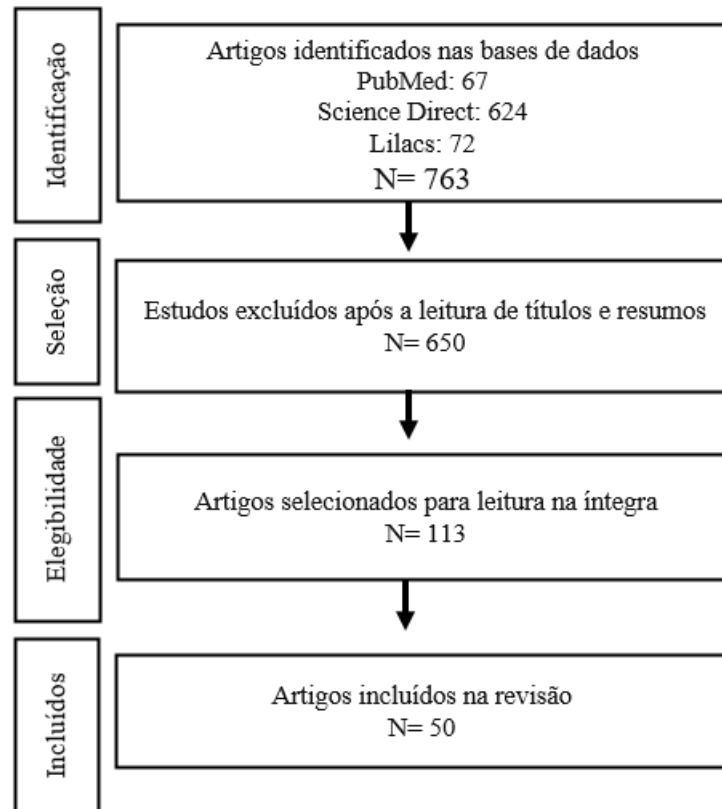 Identificação
Artigos identificados nas bases de dados
PubMed: 67
Science Direct: 624
Lilacs: 72
N= 763
Seleção
Estudos excluídos após a leitura de títulos e resumos
N= 650
Elegibilidade
Artigos selecionados para leitura na íntegra
N= 113
Incluídos
Artigos incluídos na revisão
N= 50